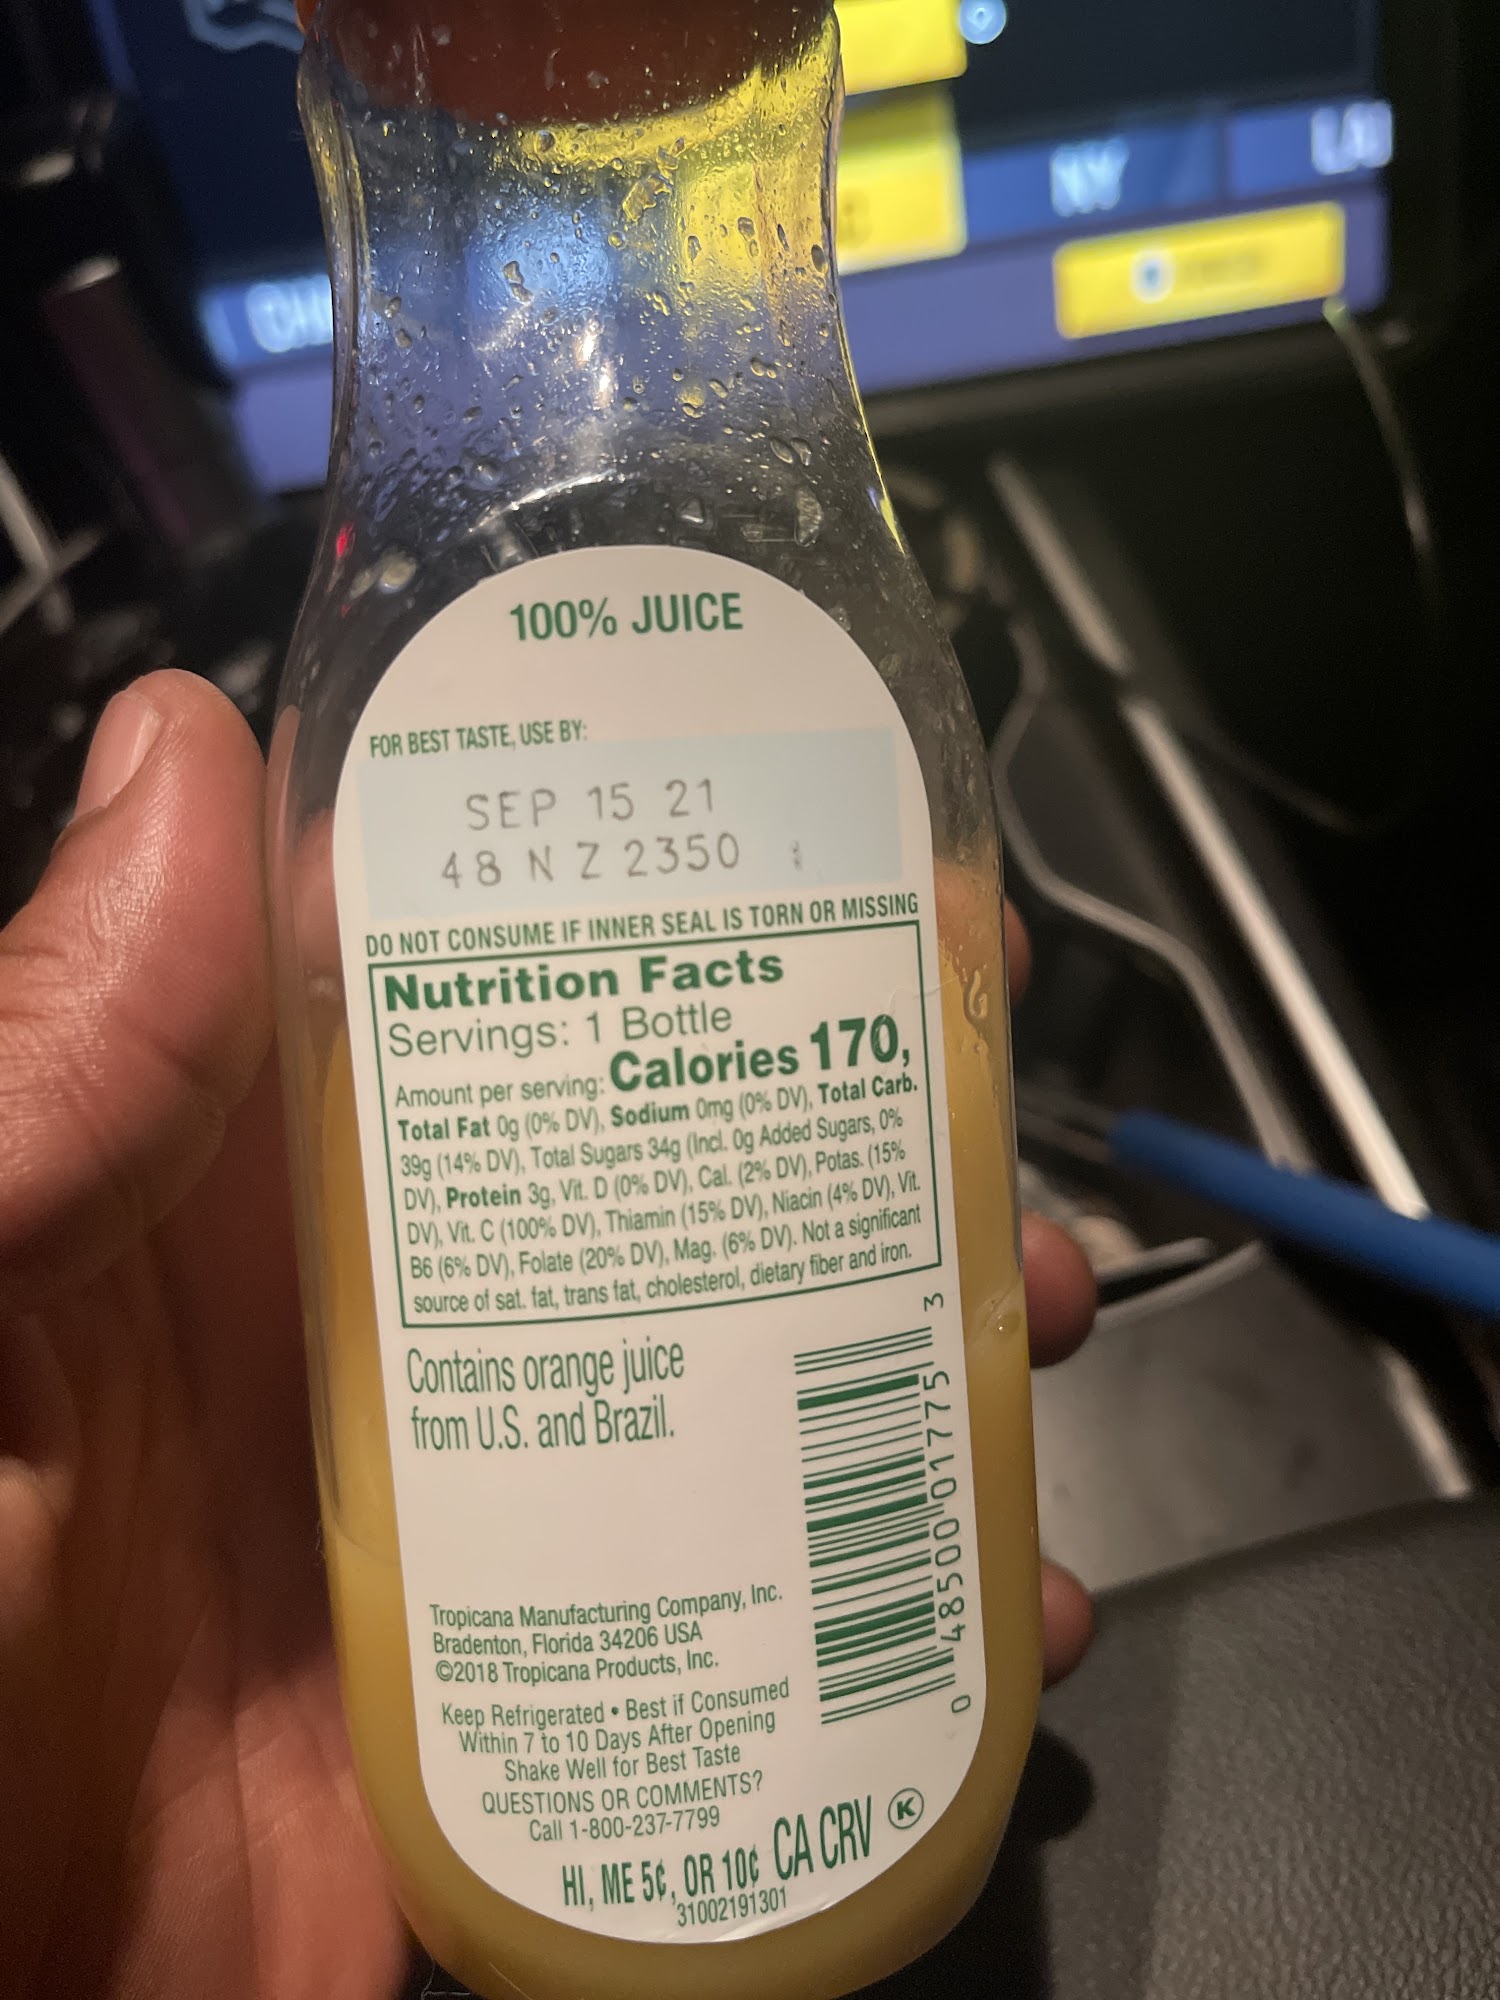 NY
100% JUICE
FOR BEST TASTE, USE BY:
SEP 15 21
48 N Z 2350
DO NOT CONSUME IF INNER SEAL IS TORN OR MISSING
Nutrition Facts
Servings: 1 Bottle
Amount per serving: Calories 170,
Total Fat 0g (0% DV), Sodium 0mg (0% DV), Total Carb.
39g (14% DV), Total Sugars 34g (Incl. 0g Added Sugars, 0%
DV), Protein 3g, Vit. D (0% DV), Cal. (2% DV), Potas. (15%
DV), Vit. C (100% DV), Thiamin (15% DV), Niacin (4% DV), Vit.
B6 (6% DV), Folate (20% DV), Mag. (6% DV). Not a significant
source of sat. fat, trans fat, cholesterol, dietary fiber and iron.
Contains orange juice
from U.S. and Brazil.
0 48500 01775 3
Tropicana Manufacturing Company, Inc.
Bradenton, Florida 34206 USA
©2018 Tropicana Products, Inc.
Keep Refrigerated • Best if Consumed
Within 7 to 10 Days After Opening
Shake Well for Best Taste
QUESTIONS OR COMMENTS?
Call 1-800-237-7799
HI, ME 5¢, OR 10¢ CA CRV K
31002191301